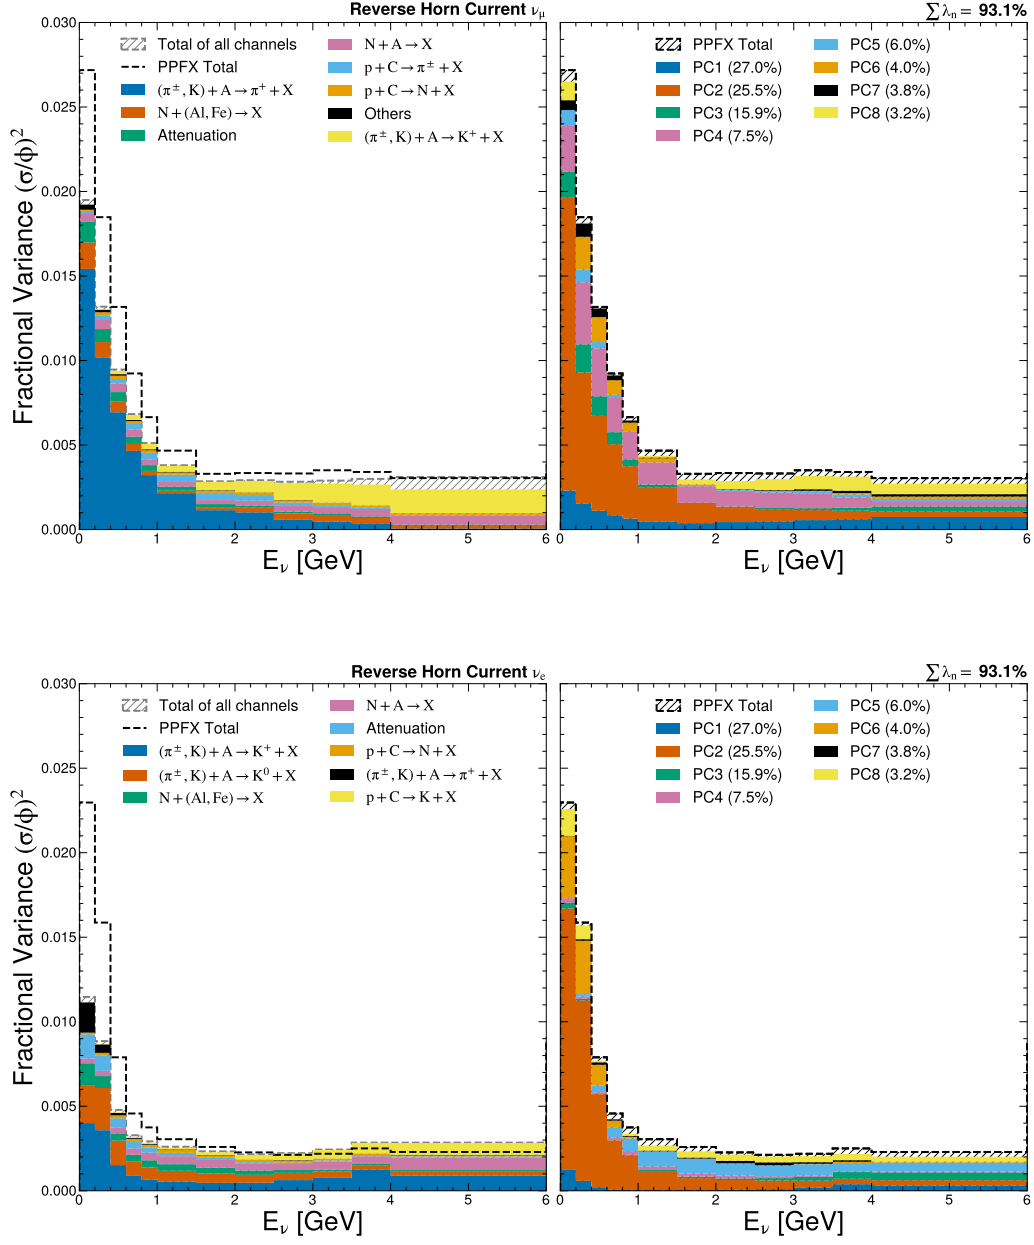 Reverse Horn Current νμ
∑ λn = 93.1%
Total of all channels
PPFX Total
(π±, K) + A → π+ + X
N + (Al, Fe) → X
Attenuation
N + A → X
p + C → π± + X
p + C → N + X
Others
(π±, K) + A → K+ + X
PPFX Total
PC1 (27.0%)
PC2 (25.5%)
PC3 (15.9%)
PC4 (7.5%)
PC5 (6.0%)
PC6 (4.0%)
PC7 (3.8%)
PC8 (3.2%)
Fractional Variance (σ/ϕ)²
0.030
0.025
0.020
0.015
0.010
0.005
0.000
0 1 2 3 4 5 6
0 1 2 3 4 5 6
Eν [GeV]
Eν [GeV]
Reverse Horn Current νe
∑ λn = 93.1%
Total of all channels
PPFX Total
(π±, K) + A → K+ + X
(π±, K) + A → K0 + X
N + (Al, Fe) → X
N + A → X
Attenuation
p + C → N + X
(π±, K) + A → π+ + X
p + C → K + X
PPFX Total
PC1 (27.0%)
PC2 (25.5%)
PC3 (15.9%)
PC4 (7.5%)
PC5 (6.0%)
PC6 (4.0%)
PC7 (3.8%)
PC8 (3.2%)
Fractional Variance (σ/ϕ)²
0.030
0.025
0.020
0.015
0.010
0.005
0.000
0 1 2 3 4 5 6
0 1 2 3 4 5 6
Eν [GeV]
Eν [GeV]